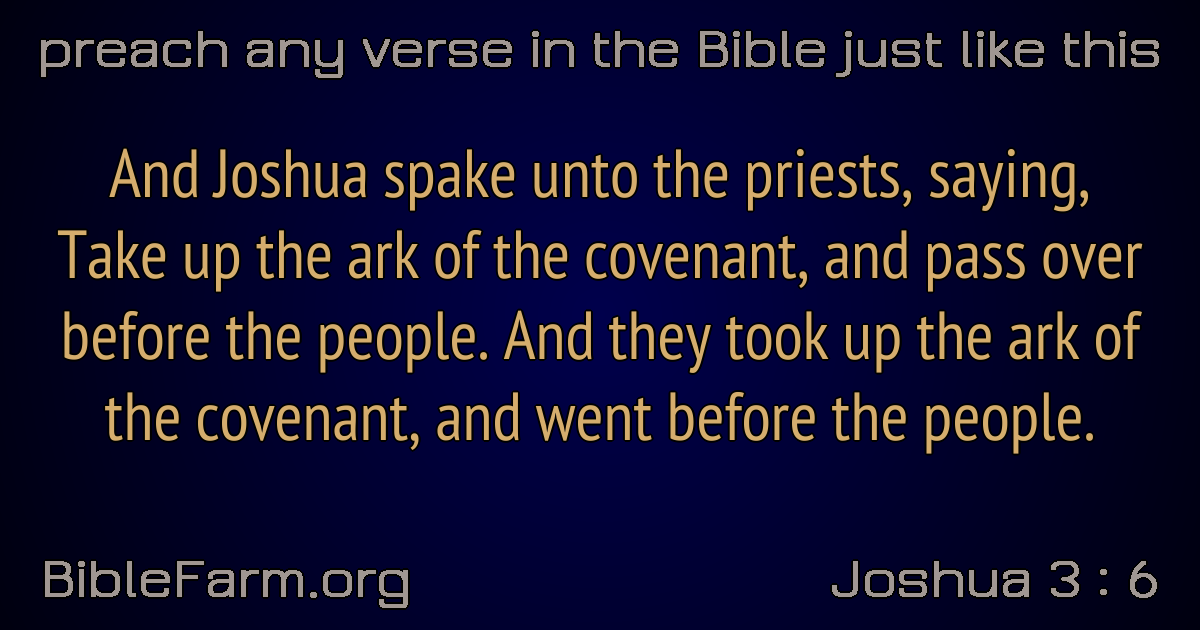 preach any verse in the Bible just like this
And Joshua spake unto the priests, saying,
Take up the ark of the covenant, and pass over
before the people. And they took up the ark of
the covenant, and went before the people.
BibleFarm.org
Joshua 3 : 6